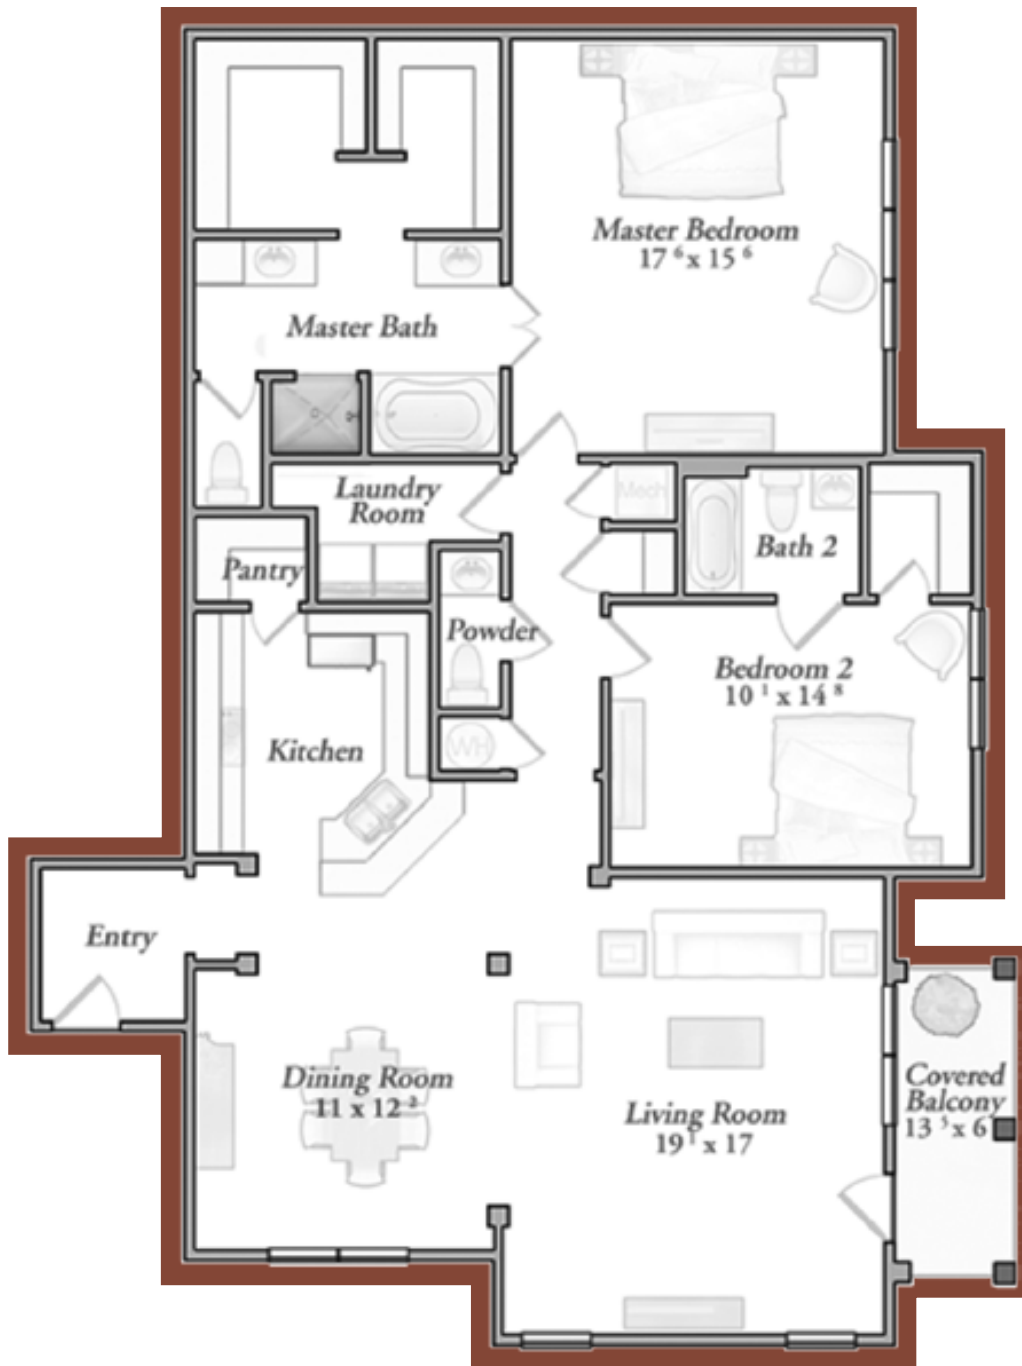 Master Bedroom
17 6 x 15 6
Master Bath
Laundry
Room
Mech
Bath 2
Pantry
Powder
Bedroom 2
10 1 x 14 8
WH
Kitchen
Entry
Dining Room
11 x 12 2
Living Room
19 1 x 17
Covered
Balcony
13 5 x 6